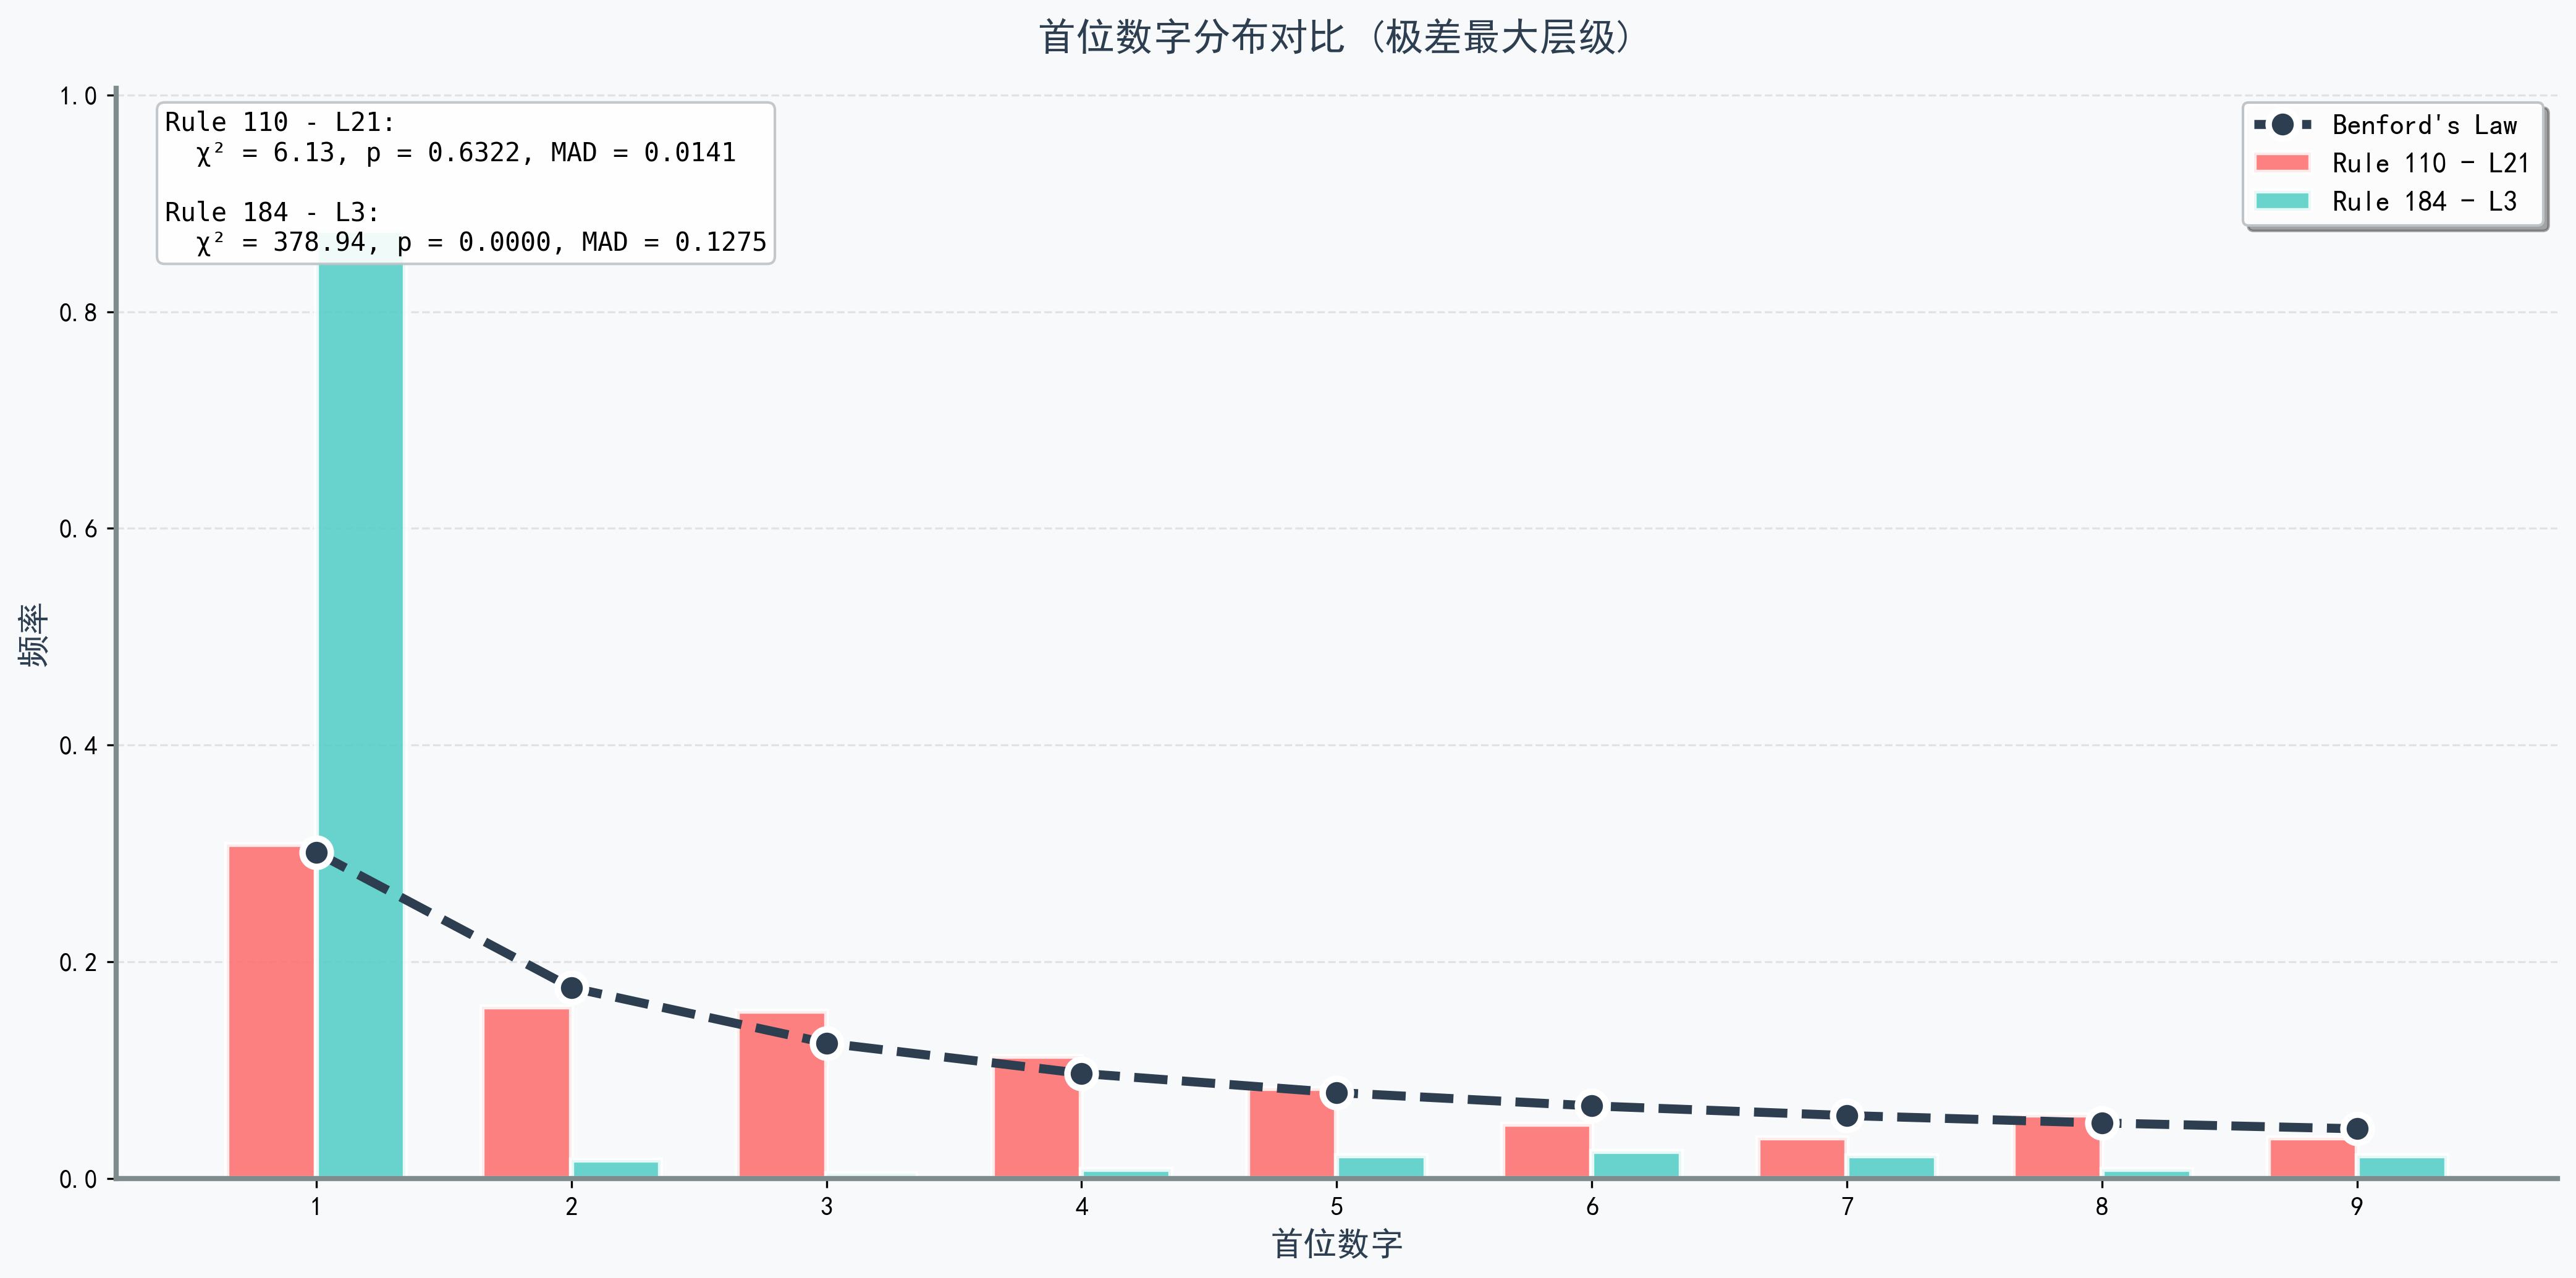 首位数字分布对比 (极差最大层级)
Rule 110 - L21:
χ² = 6.13, p = 0.6322, MAD = 0.0141
Rule 184 - L3:
χ² = 378.94, p = 0.0000, MAD = 0.1275
Benford's Law
Rule 110 - L21
Rule 184 - L3
1.0
0.8
0.6
0.4
0.2
0.0
频率
1 2 3 4 5 6 7 8 9
首位数字